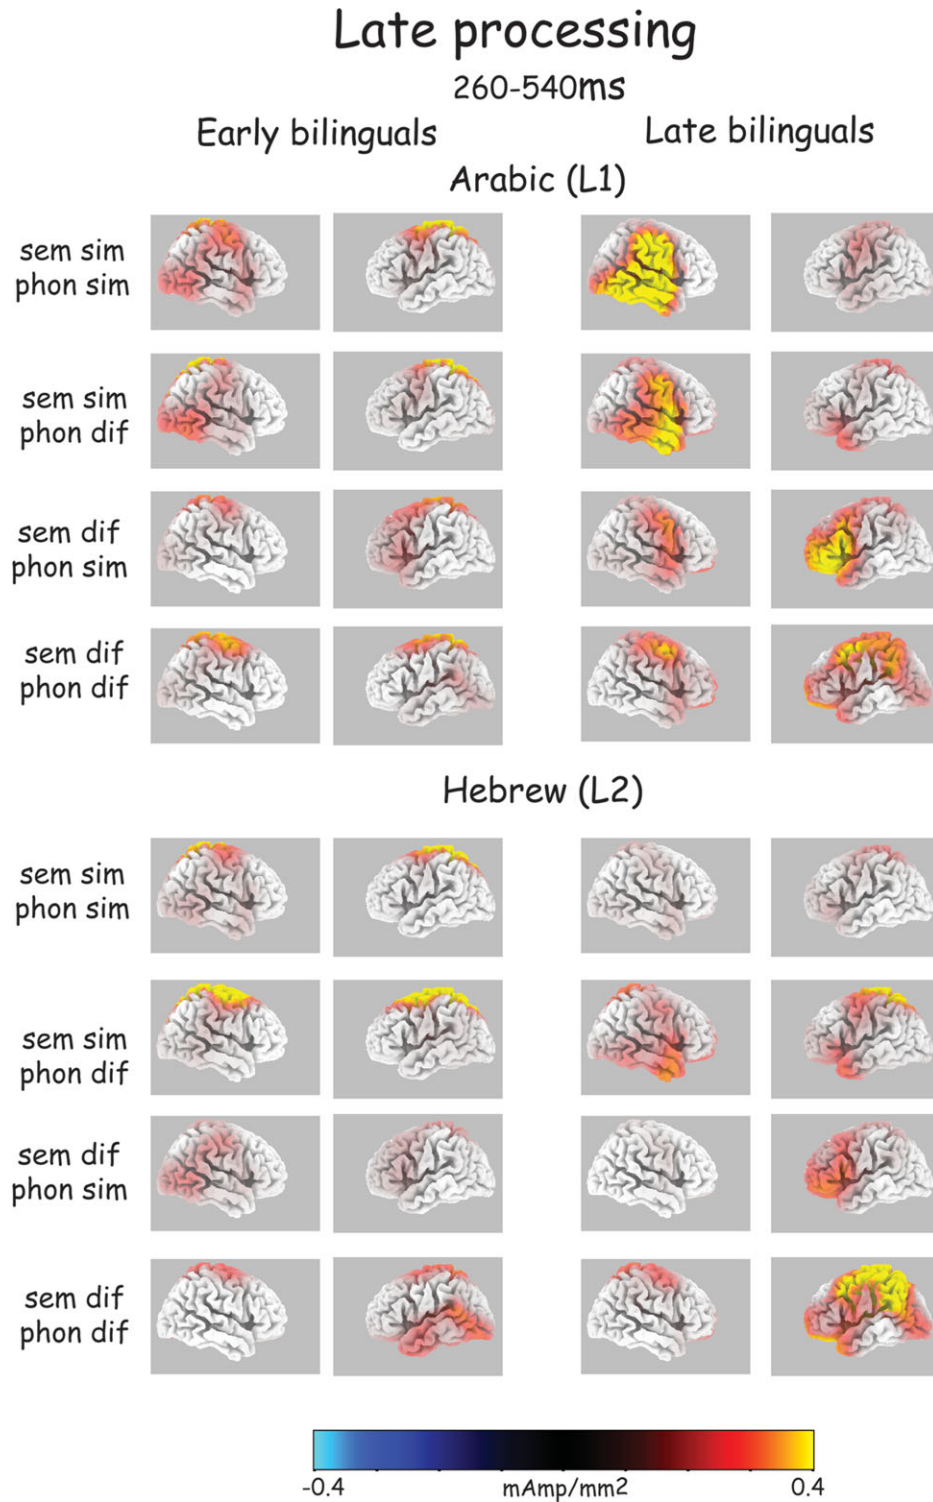 Late processing
260-540ms
Early bilinguals
Late bilinguals
Arabic (L1)
sem sim
phon sim
sem sim
phon dif
sem dif
phon sim
sem dif
phon dif
Hebrew (L2)
sem sim
phon sim
sem sim
phon dif
sem dif
phon sim
sem dif
phon dif
-0.4
mAmp/mm2
0.4